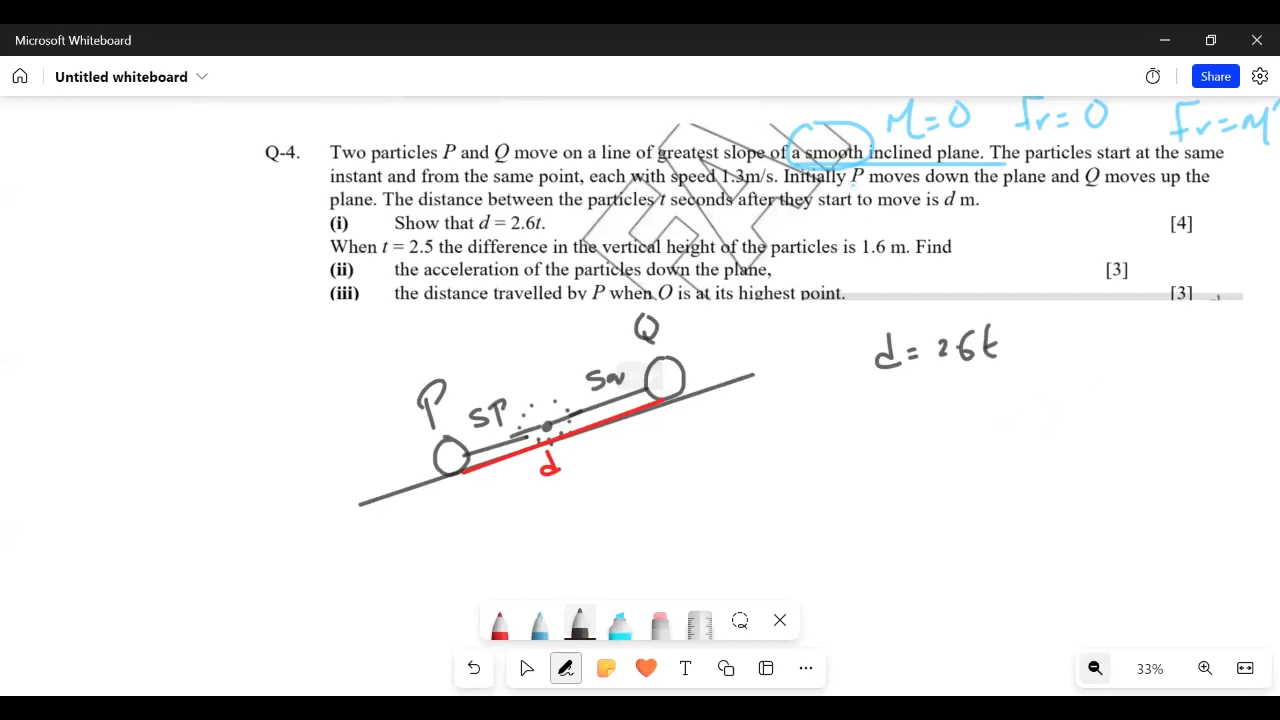 Microsoft Whiteboard
Untitled whiteboard
Share
M=0 Fr=0 Fr=M
Q-4. Two particles P and Q move on a line of greatest slope of a smooth inclined plane. The particles start at the same
instant and from the same point, each with speed 1.3m/s. Initially P moves down the plane and Q moves up the
plane. The distance between the particles t seconds after they start to move is d m.
(i) Show that d = 2.6t. [4]
When t = 2.5 the difference in the vertical height of the particles is 1.6 m. Find
(ii) the acceleration of the particles down the plane, [3]
(iii) the distance travelled by P when Q is at its highest point. [3]
Q
d = 26t
P
SP
d
T
33%